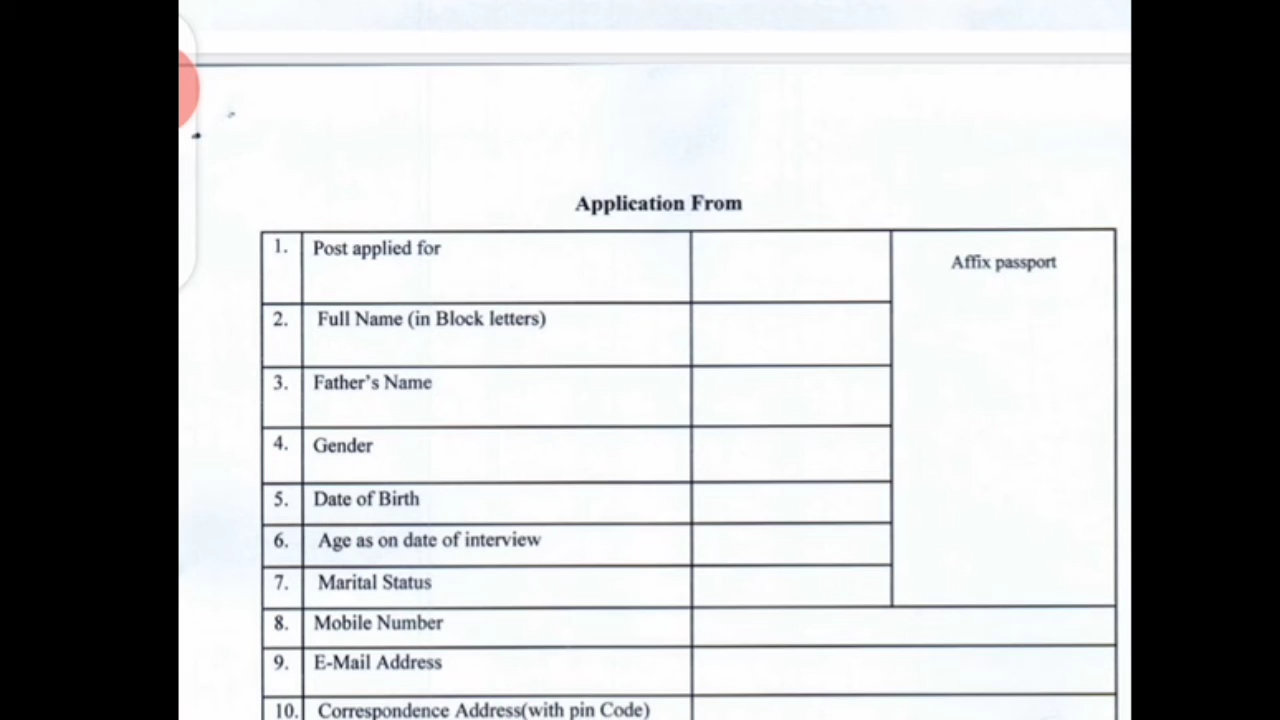 Application From
1. Post applied for
Affix passport
2. Full Name (in Block letters)
3. Father's Name
4. Gender
5. Date of Birth
6. Age as on date of interview
7. Marital Status
8. Mobile Number
9. E-Mail Address
10. Correspondence Address(with pin Code)